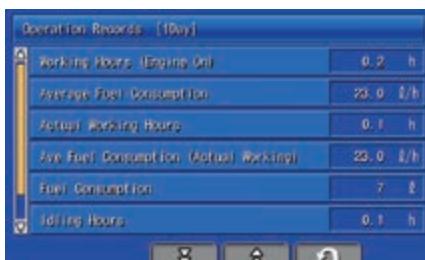 Operation Records [1Day]
Working Hours (Engine On) 0.2 h
Average Fuel Consumption 23.0 ℓ/h
Actual Working Hours 0.1 h
Ave Fuel Consumption (Actual Working) 23.0 ℓ/h
Fuel Consumption 7 ℓ
Idling Hours 0.1 h